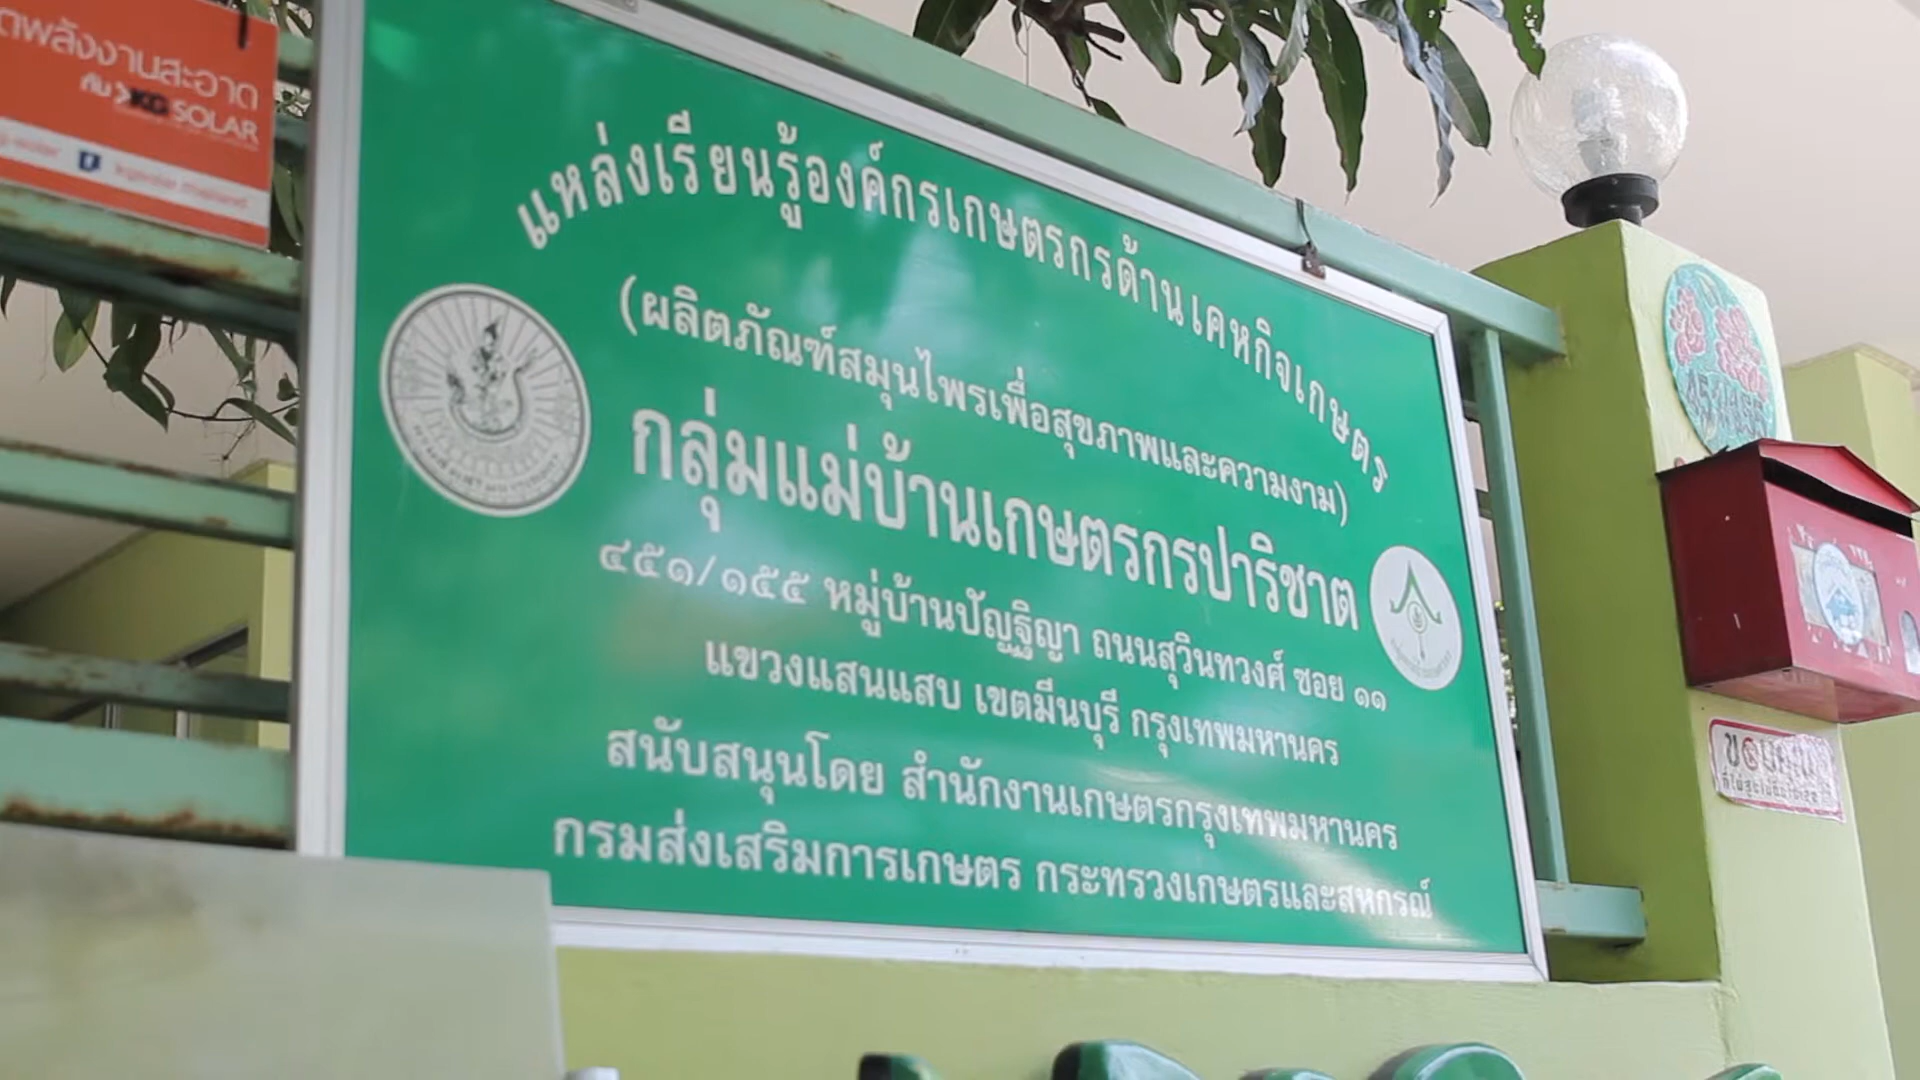 พลังงานสะอาด
กับ KG SOLAR
แหล่งเรียนรู้องค์กรเกษตรกรด้านเคหกิจเกษตร
(ผลิตภัณฑ์สมุนไพรเพื่อสุขภาพและความงาม)
กลุ่มแม่บ้านเกษตรกรปาริชาต
๔๕๑/๑๕๕ หมู่บ้านปัญฐิญา ถนนสุวินทวงศ์ ซอย ๑๑
แขวงแสนแสบ เขตมีนบุรี กรุงเทพมหานคร
สนับสนุนโดย สำนักงานเกษตรกรุงเทพมหานคร
กรมส่งเสริมการเกษตร กระทรวงเกษตรและสหกรณ์
451/155
ขอบคุณ